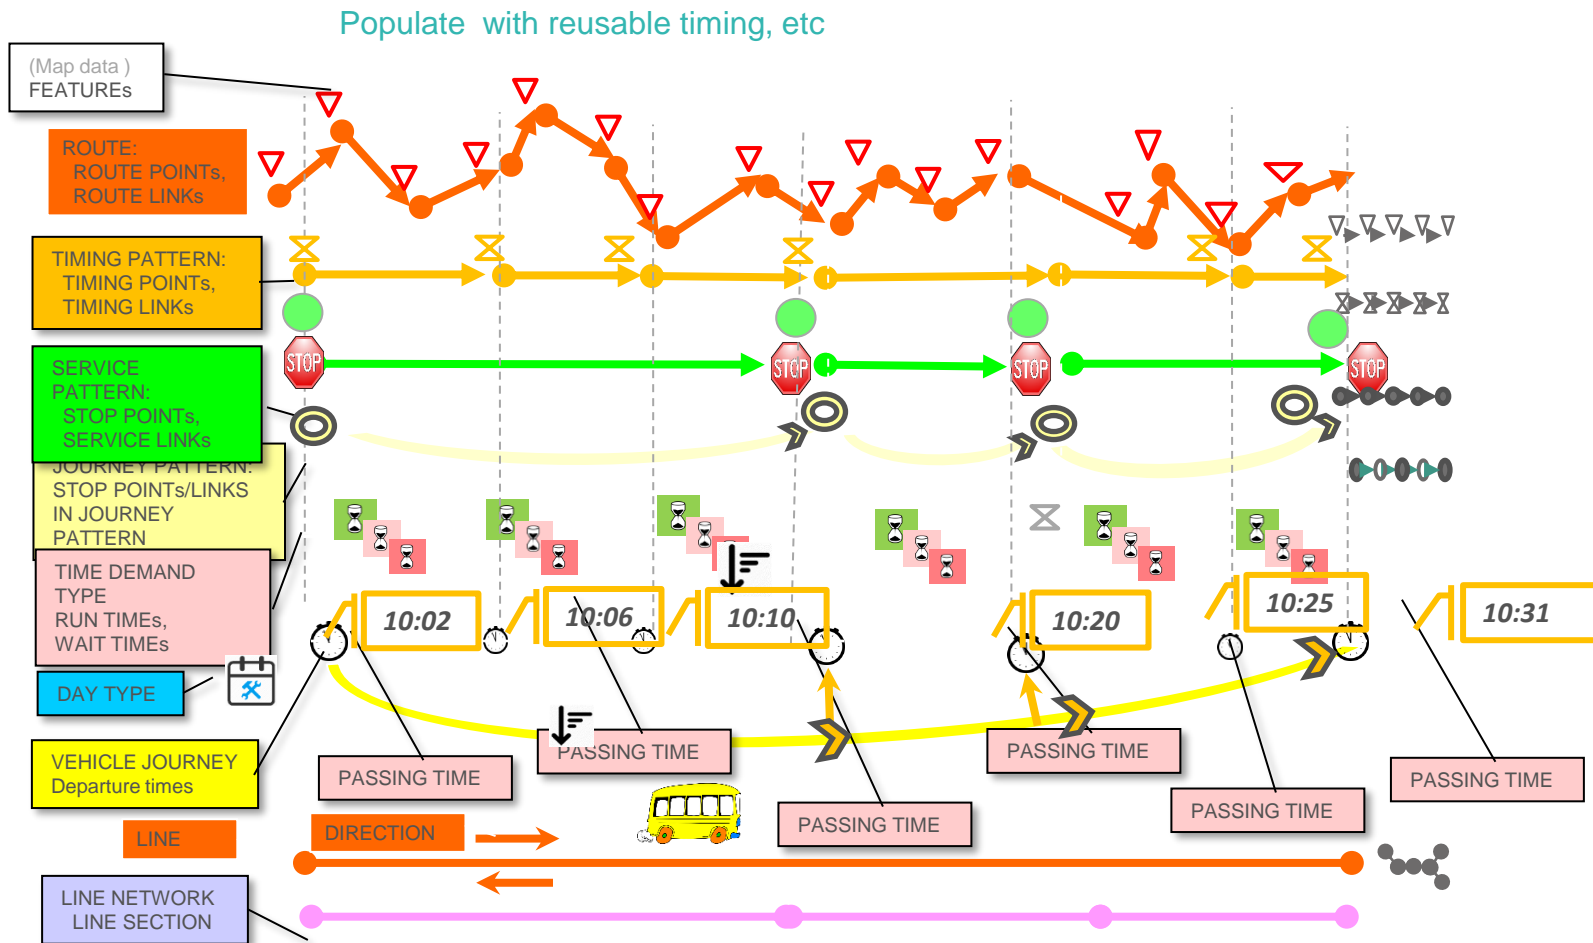 Populate with reusable timing, etc
(Map data )
FEATUREs
ROUTE:
ROUTE POINTs,
ROUTE LINKs
TIMING PATTERN:
TIMING POINTs,
TIMING LINKs
STOP
STOP
STOP
STOP
SERVICE
PATTERN:
STOP POINTs,
SERVICE LINKs
JOURNEY PATTERN:
STOP POINTs/LINKS
IN JOURNEY
PATTERN
TIME DEMAND
TYPE
RUN TIMEs,
WAIT TIMEs
10:02
10:06
10:10
10:20
10:25
10:31
DAY TYPE
VEHICLE JOURNEY
Departure times
PASSING TIME
PASSING TIME
PASSING TIME
PASSING TIME
PASSING TIME
PASSING TIME
LINE
DIRECTION
LINE NETWORK
LINE SECTION